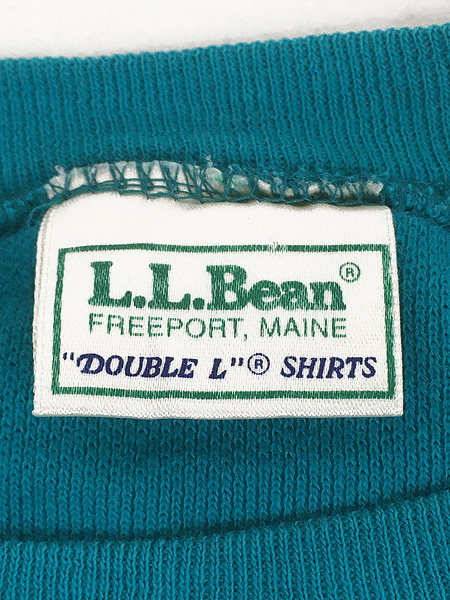 L.L.Bean®
FREEPORT, MAINE
"DOUBLE L"® SHIRTS